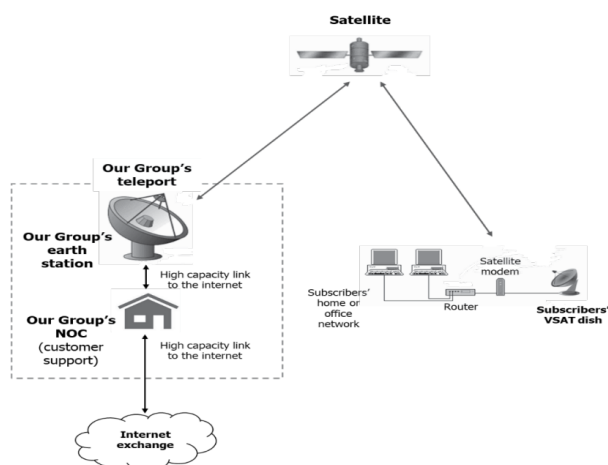 Satellite
Our Group's
teleport
Our Group's
earth
station
High capacity link
to the internet
Our Group's
NOC
(customer
support)
High capacity link
to the internet
Internet
exchange
Satellite
modem
Subscribers'
home or
office
network
Router
Subscribers'
VSAT dish